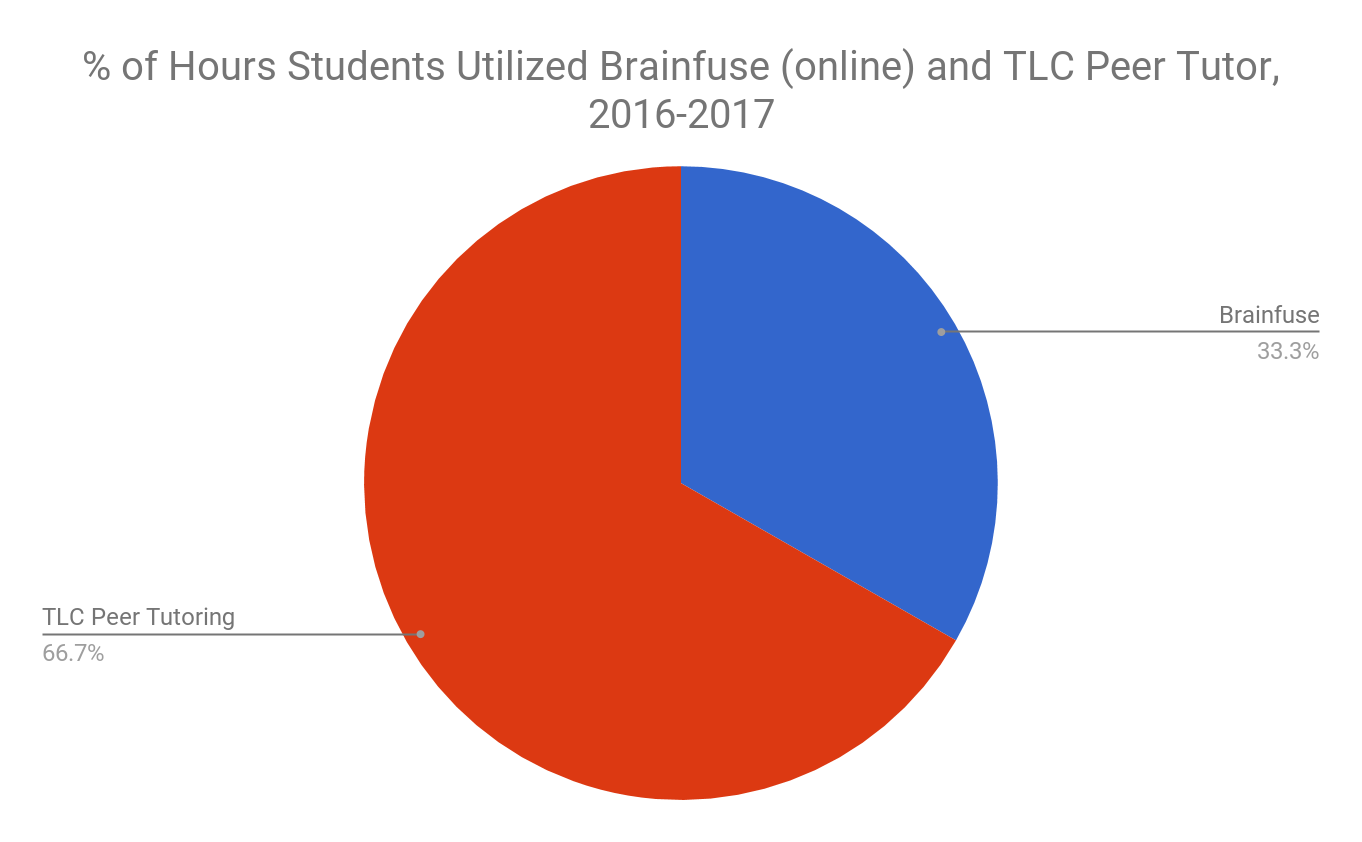 % of Hours Students Utilized Brainfuse (online) and TLC Peer Tutor,
2016-2017
Brainfuse
33.3%
TLC Peer Tutoring
66.7%